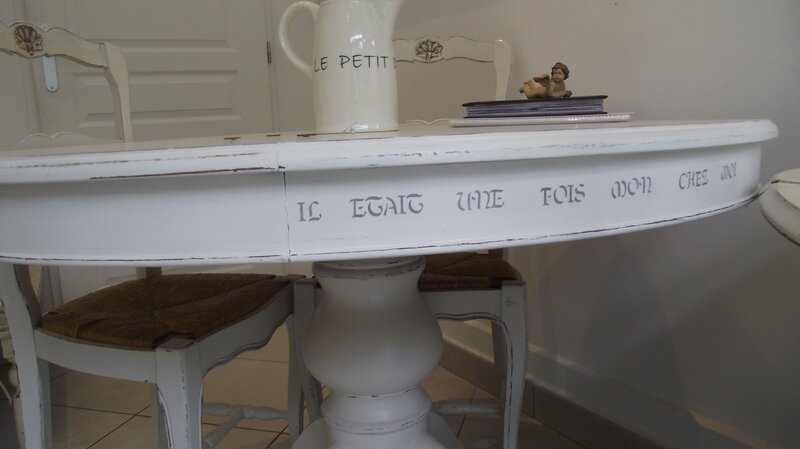 LE PETIT
IL ETAIT UNE FOIS MON CHEZ MOI